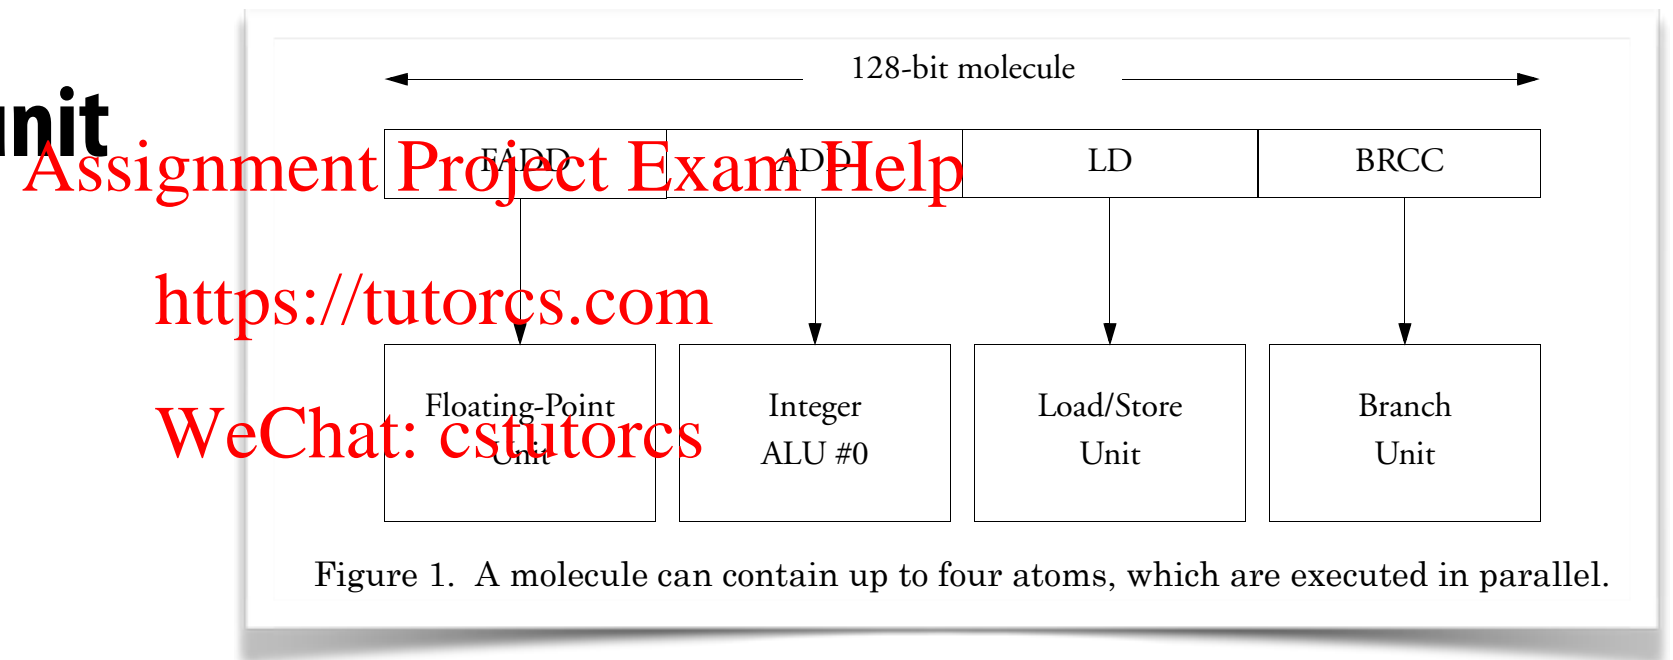 128-bit molecule
unit
FADD ADD LD BRCC
Assignment Project Exam Help
https://tutorcs.com
Floating-Point Unit
Integer ALU #0
Load/Store Unit
Branch Unit
WeChat: cstutorcs
Figure 1. A molecule can contain up to four atoms, which are executed in parallel.